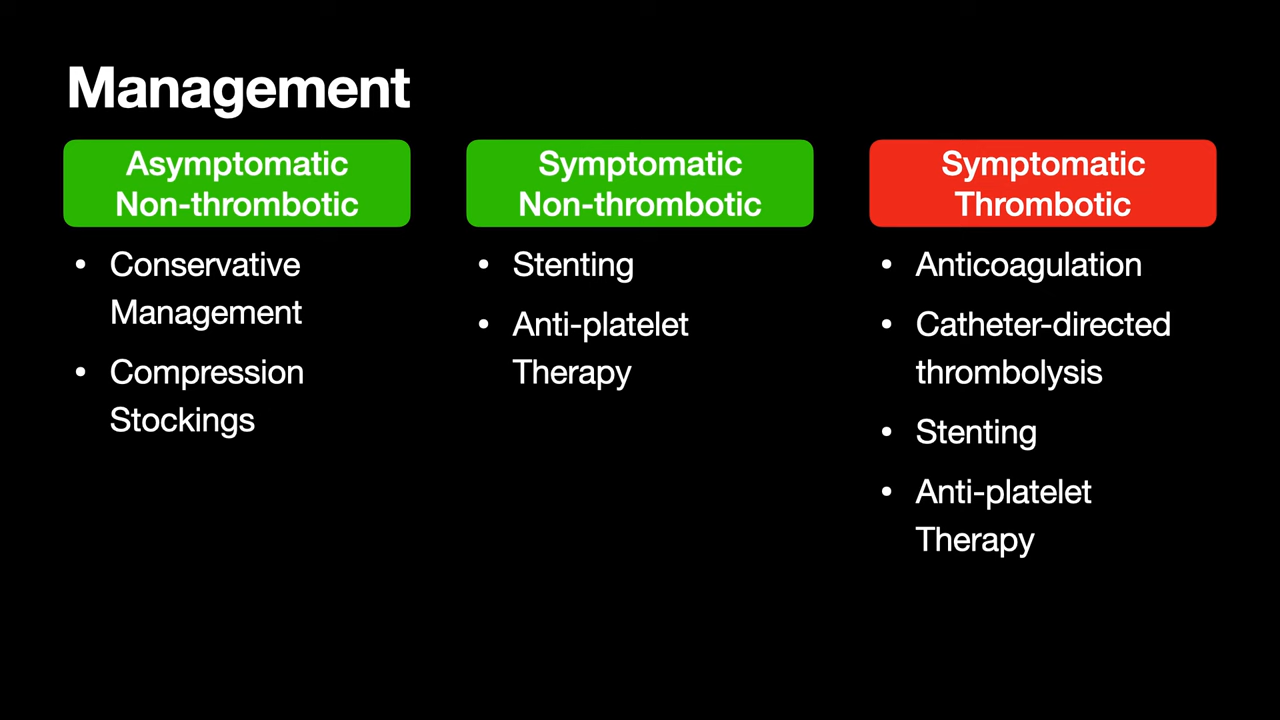 Management
Asymptomatic
Non-thrombotic
• Conservative
Management
• Compression
Stockings
Symptomatic
Non-thrombotic
• Stenting
• Anti-platelet
Therapy
Symptomatic
Thrombotic
• Anticoagulation
• Catheter-directed
thrombolysis
• Stenting
• Anti-platelet
Therapy